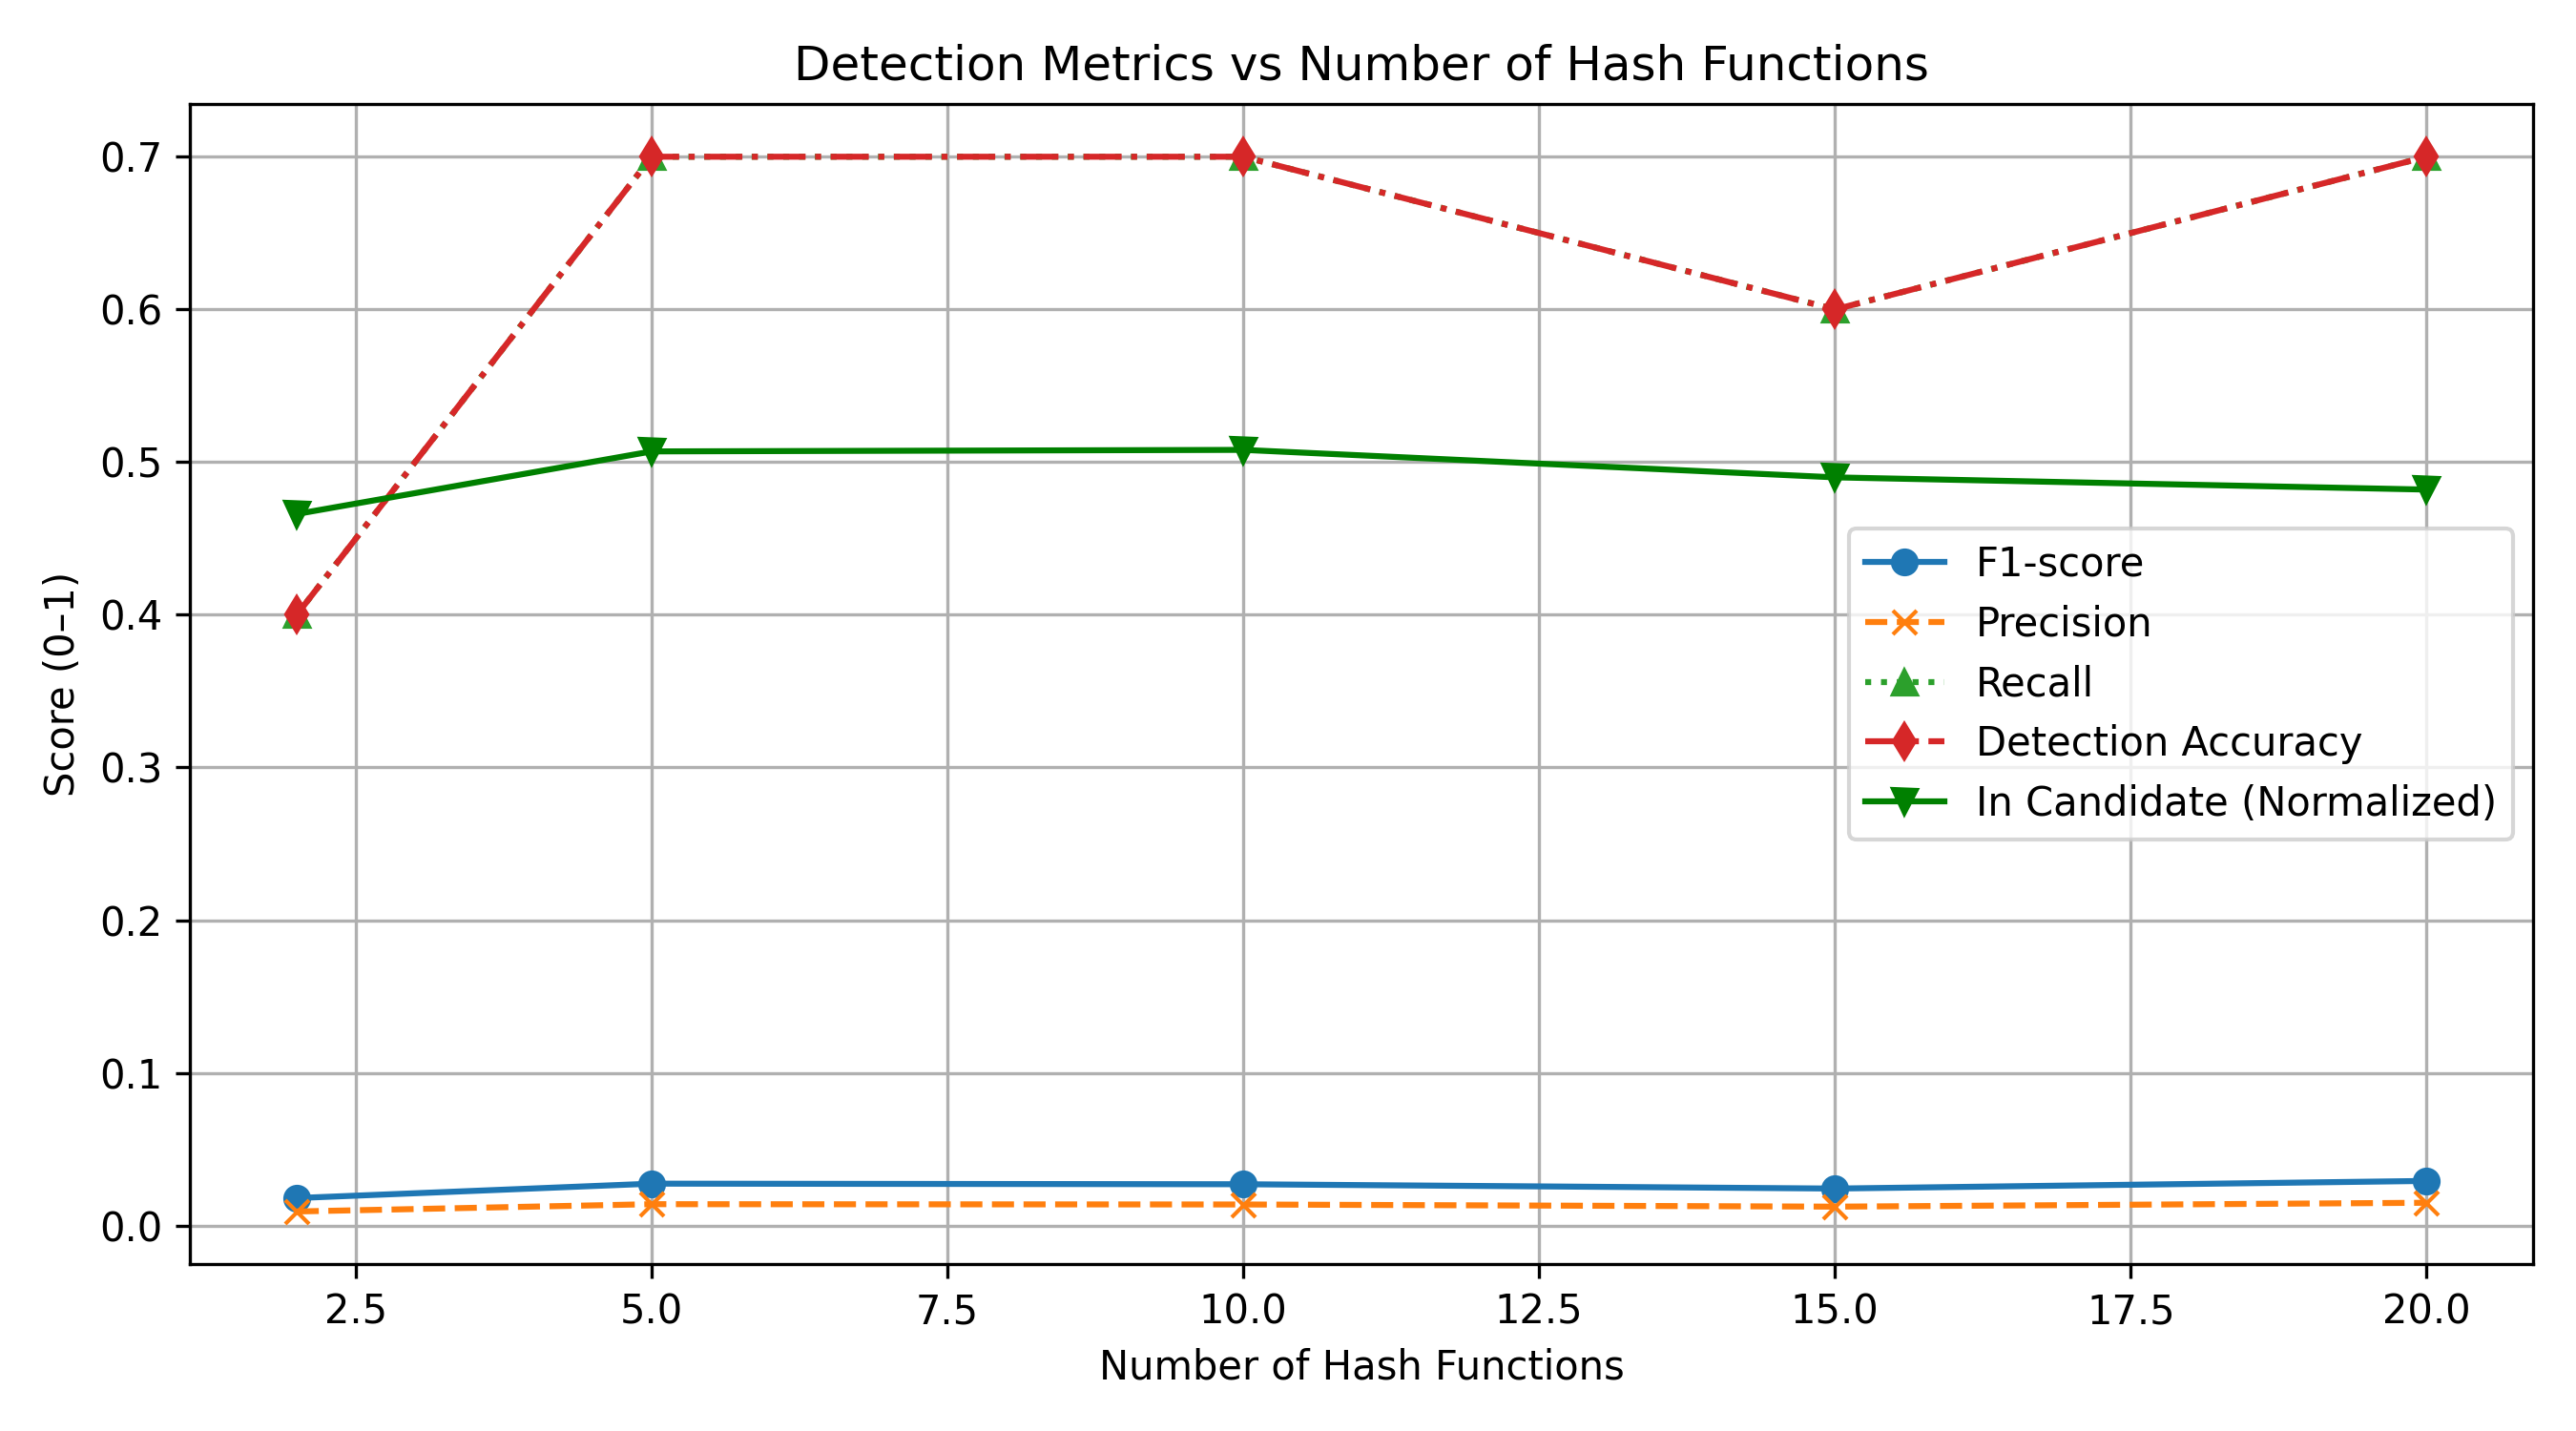 Detection Metrics vs Number of Hash Functions
0.7
0.6
0.5
0.4
0.3
0.2
0.1
0.0
Score (0–1)
F1-score
Precision
Recall
Detection Accuracy
In Candidate (Normalized)
2.5 5.0 7.5 10.0 12.5 15.0 17.5 20.0
Number of Hash Functions